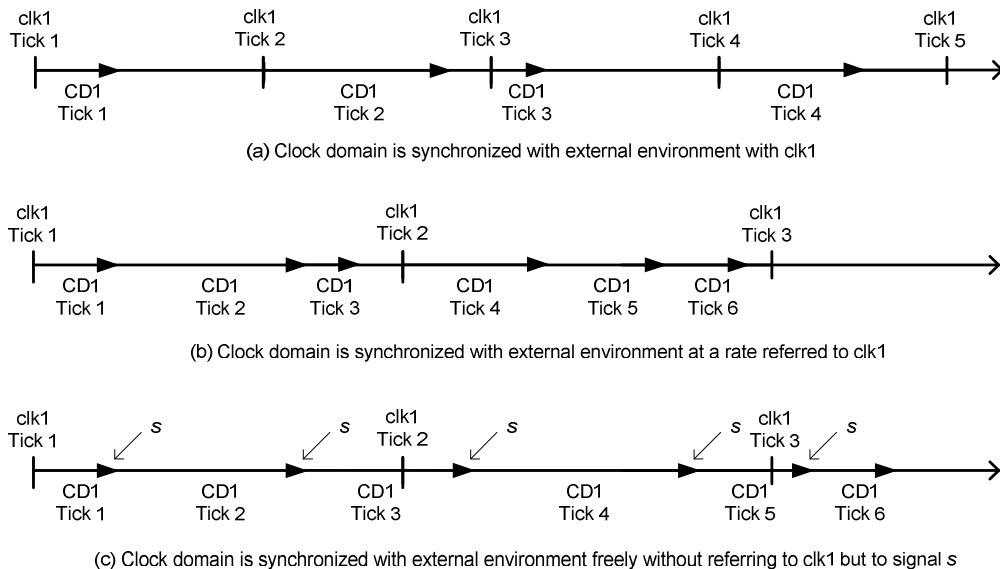 clk1 clk1 clk1 clk1 clk1
Tick 1 Tick 2 Tick 3 Tick 4 Tick 5
CD1 CD1 CD1 CD1
Tick 1 Tick 2 Tick 3 Tick 4
(a) Clock domain is synchronized with external environment with clk1
clk1 clk1 clk1
Tick 1 Tick 2 Tick 3
CD1 CD1 CD1 CD1 CD1 CD1
Tick 1 Tick 2 Tick 3 Tick 4 Tick 5 Tick 6
(b) Clock domain is synchronized with external environment at a rate referred to clk1
clk1 s s clk1 s s clk1 s
Tick 1 Tick 2 Tick 3
CD1 CD1 CD1 CD1 CD1 CD1
Tick 1 Tick 2 Tick 3 Tick 4 Tick 5 Tick 6
(c) Clock domain is synchronized with external environment freely without referring to clk1 but to signal s